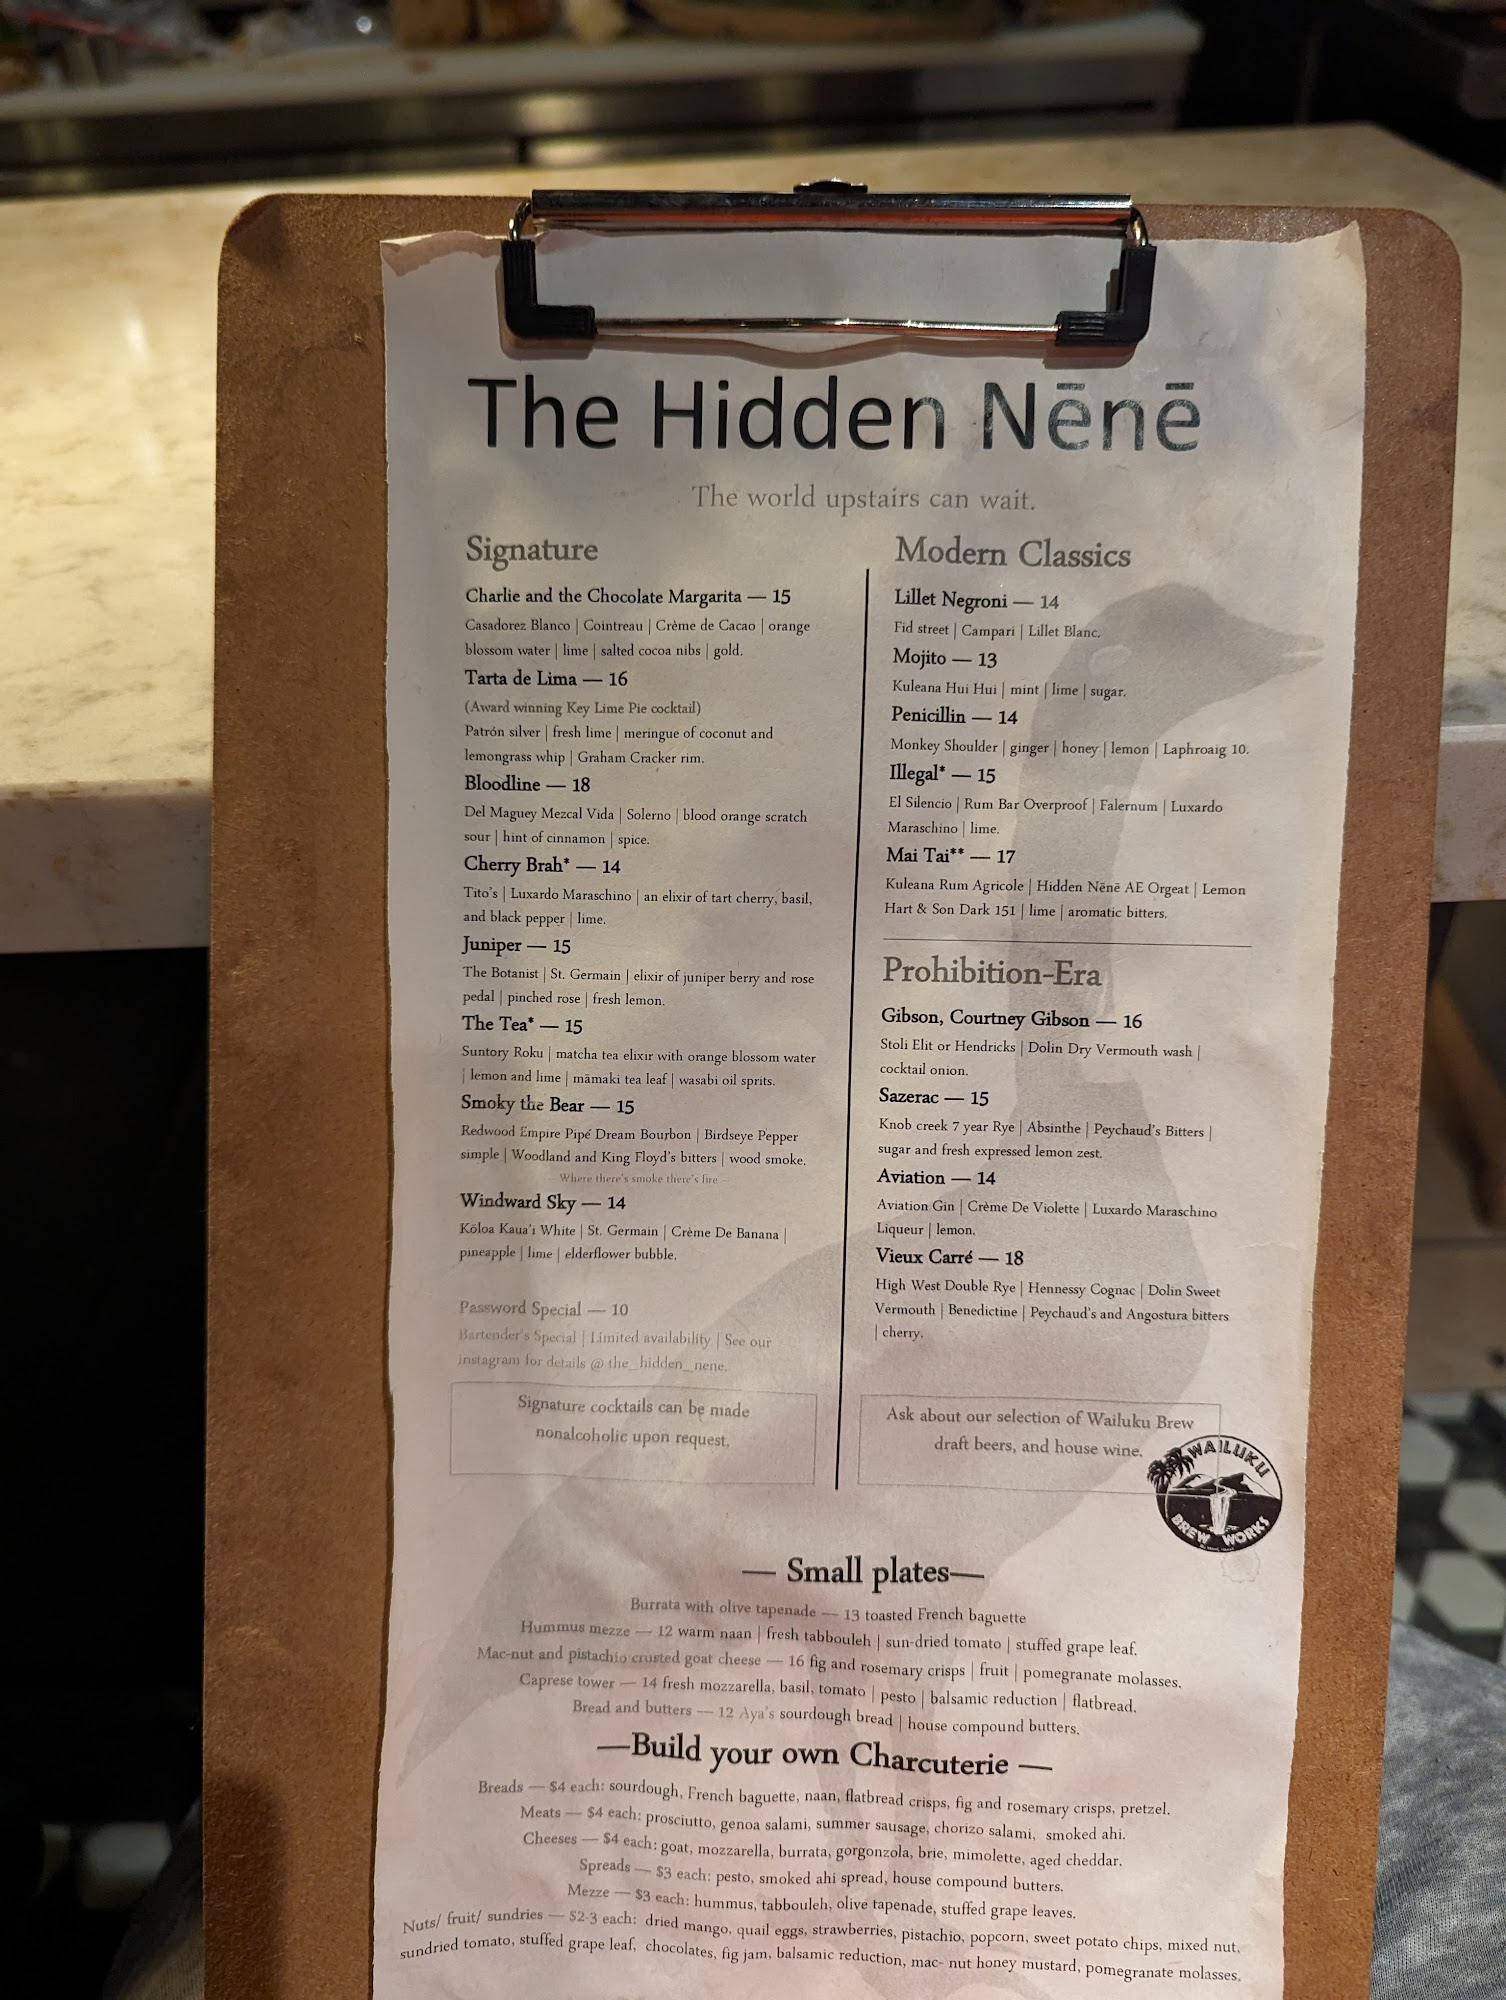 The Hidden Nēnē
The world upstairs can wait.
Signature
Charlie and the Chocolate Margarita — 15
Casadorez Blanco | Cointreau | Crème de Cacao | orange
blossom water | lime | salted cocoa nibs | gold.
Tarta de Lima — 16
(Award winning Key Lime Pie cocktail)
Patrón silver | fresh lime | meringue of coconut and
lemongrass whip | Graham Cracker rim.
Bloodline — 18
Del Maguey Mezcal Vida | Solerno | blood orange scratch
sour | hint of cinnamon | spice.
Cherry Brah* — 14
Tito's | Luxardo Maraschino | an elixir of tart cherry, basil,
and black pepper | lime.
Juniper — 15
The Botanist | St. Germain | elixir of juniper berry and rose
pedal | pinched rose | fresh lemon.
The Tea* — 15
Suntory Roku | matcha tea elixir with orange blossom water
| lemon and lime | māmaki tea leaf | wasabi oil sprits.
Smoky the Bear — 15
Redwood Empire Pipé Dream Bourbon | Birdseye Pepper
simple | Woodland and King Floyd's bitters | wood smoke.
Where there's smoke there's fire
Windward Sky — 14
Kōloa Kaua'i White | St. Germain | Crème De Banana |
pineapple | lime | elderflower bubble.
Password Special — 10
Bartender's Special | Limited availability | See our
instagram for details @ the_hidden_nene.
Signature cocktails can be made
nonalcoholic upon request.
Modern Classics
Lillet Negroni — 14
Fid street | Campari | Lillet Blanc.
Mojito — 13
Kuleana Hui Hui | mint | lime | sugar.
Penicillin — 14
Monkey Shoulder | ginger | honey | lemon | Laphroaig 10.
Illegal* — 15
El Silencio | Rum Bar Overproof | Falernum | Luxardo
Maraschino | lime.
Mai Tai** — 17
Kuleana Rum Agricole | Hidden Nēnē AE Orgeat | Lemon
Hart & Son Dark 151 | lime | aromatic bitters.
Prohibition-Era
Gibson, Courtney Gibson — 16
Stoli Elit or Hendricks | Dolin Dry Vermouth wash |
cocktail onion.
Sazerac — 15
Knob creek 7 year Rye | Absinthe | Peychaud's Bitters |
sugar and fresh expressed lemon zest.
Aviation — 14
Aviation Gin | Crème De Violette | Luxardo Maraschino
Liqueur | lemon.
Vieux Carré — 18
High West Double Rye | Hennessy Cognac | Dolin Sweet
Vermouth | Benedictine | Peychaud's and Angostura bitters
| cherry.
Ask about our selection of Wailuku Brew
draft beers, and house wine.
WAILUKU
BREW WORKS
— Small plates—
Burrata with olive tapenade — 13 toasted French baguette
Hummus mezze — 12 warm naan | fresh tabbouleh | sun-dried tomato | stuffed grape leaf.
Mac-nut and pistachio crusted goat cheese — 16 fig and rosemary crisps | fruit | pomegranate molasses.
Caprese tower — 14 fresh mozzarella, basil, tomato | pesto | balsamic reduction | flatbread.
Bread and butters — 12 Aya's sourdough bread | house compound butters.
—Build your own Charcuterie —
Breads — $4 each: sourdough, French baguette, naan, flatbread crisps, fig and rosemary crisps, pretzel.
Meats — $4 each: prosciutto, genoa salami, summer sausage, chorizo salami, smoked ahi.
Cheeses — $4 each: goat, mozzarella, burrata, gorgonzola, brie, mimolette, aged cheddar.
Spreads — $3 each: pesto, smoked ahi spread, house compound butters.
Mezze — $3 each: hummus, tabbouleh, olive tapenade, stuffed grape leaves.
Nuts/ fruit/ sundries — $2-3 each: dried mango, quail eggs, strawberries, pistachio, popcorn, sweet potato chips, mixed nut,
sundried tomato, stuffed grape leaf, chocolates, fig jam, balsamic reduction, mac- nut honey mustard, pomegranate molasses.